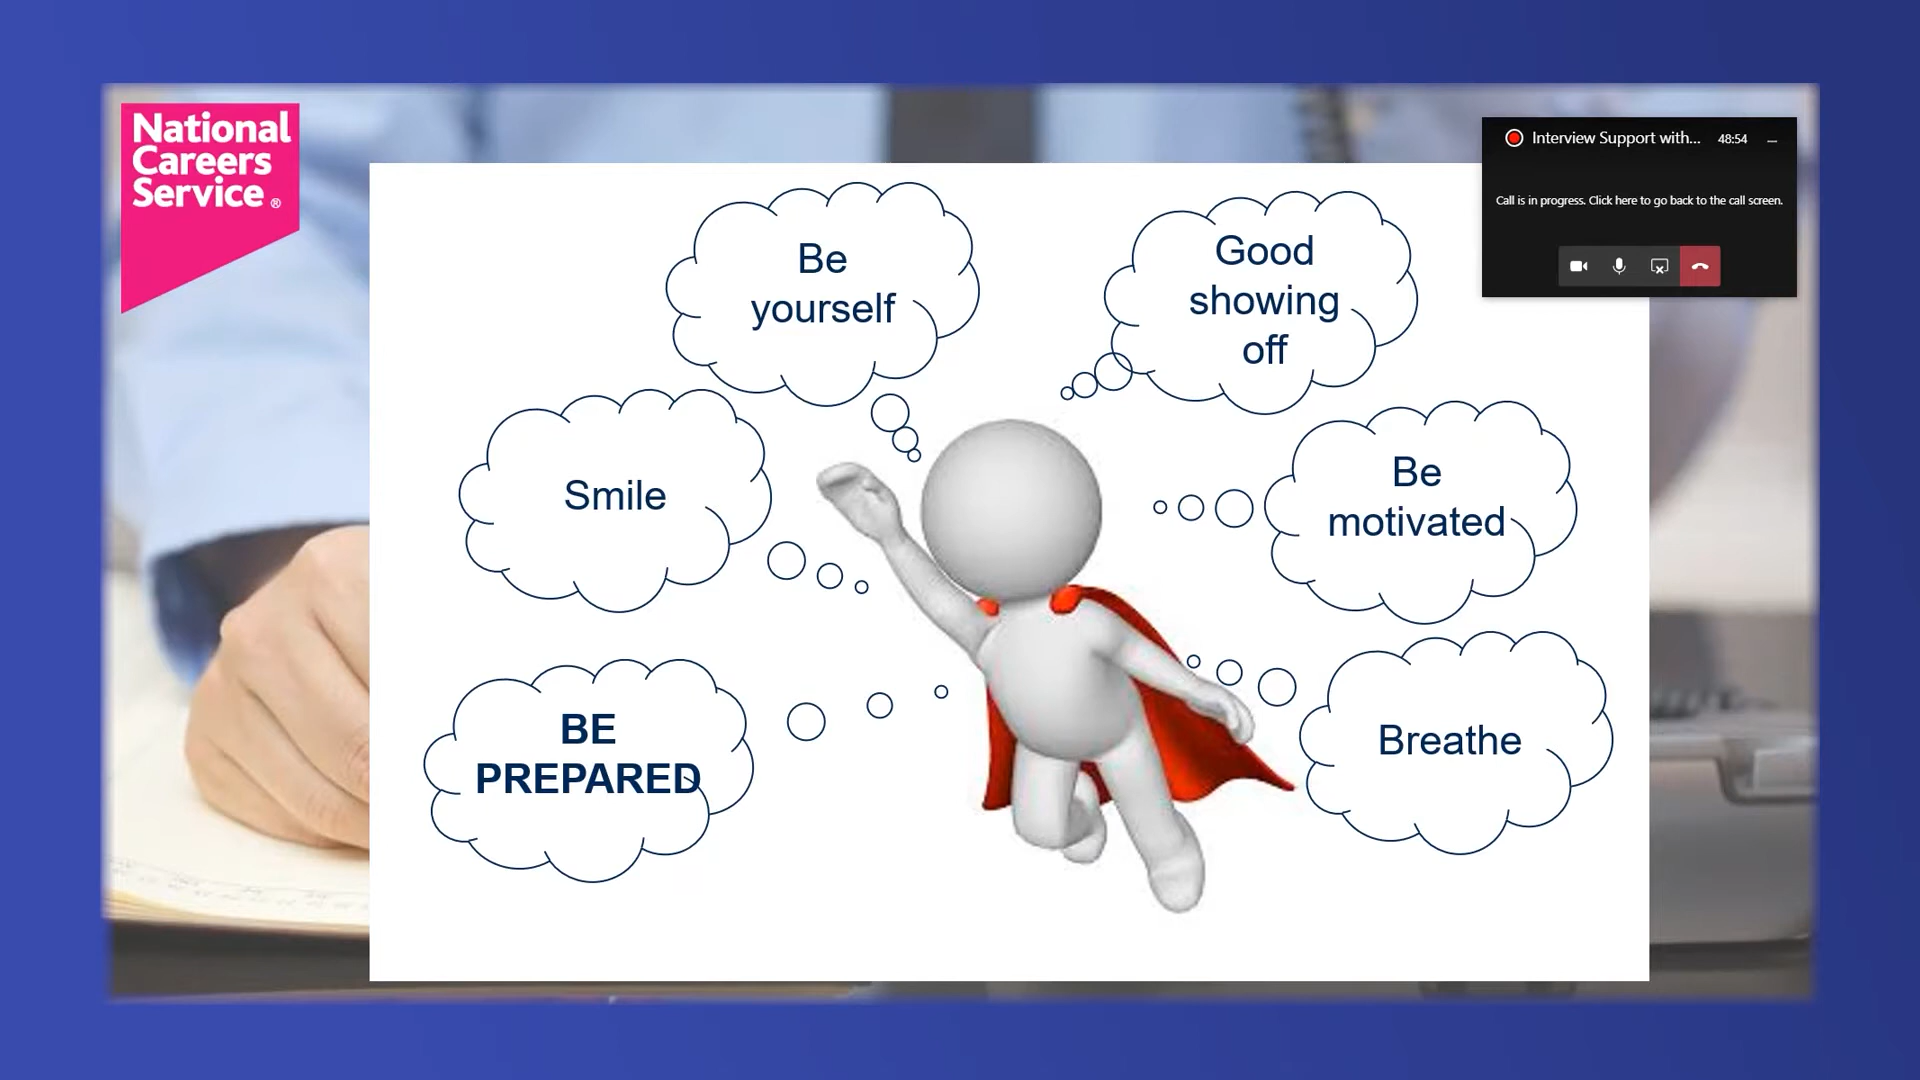 National
Careers
Service ®
Interview Support with... 48:54
Call is in progress. Click here to go back to the call screen.
Be
yourself
Good
showing
off
Smile
Be
motivated
BE
PREPARED
Breathe